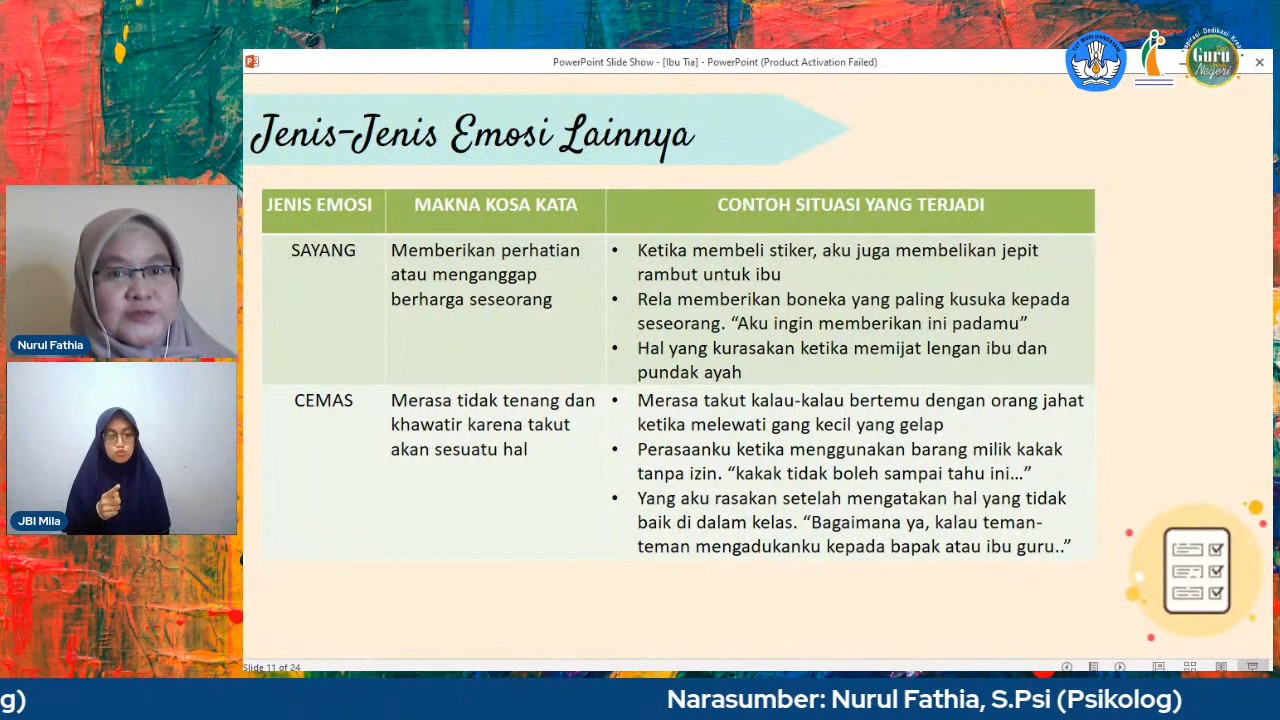 PowerPoint Slide Show - [Ibu Tia] - PowerPoint (Product Activation Failed)
TUT WURI HANDAYANI
Guru
Negeri
Jenis-Jenis Emosi Lainnya
JENIS EMOSI
MAKNA KOSA KATA
CONTOH SITUASI YANG TERJADI
SAYANG
Memberikan perhatian
atau menganggap
berharga seseorang
• Ketika membeli stiker, aku juga membelikan jepit
rambut untuk ibu
• Rela memberikan boneka yang paling kusuka kepada
seseorang. “Aku ingin memberikan ini padamu”
• Hal yang kurasakan ketika memijat lengan ibu dan
pundak ayah
CEMAS
Merasa tidak tenang dan
khawatir karena takut
akan sesuatu hal
• Merasa takut kalau-kalau bertemu dengan orang jahat
ketika melewati gang kecil yang gelap
• Perasaanku ketika menggunakan barang milik kakak
tanpa izin. “kakak tidak boleh sampai tahu ini...”
• Yang aku rasakan setelah mengatakan hal yang tidak
baik di dalam kelas. “Bagaimana ya, kalau teman-
teman mengadukanku kepada bapak atau ibu guru..”
Nurul Fathia
JBI Mila
Slide 11 of 24
g)
Narasumber: Nurul Fathia, S.Psi (Psikolog)